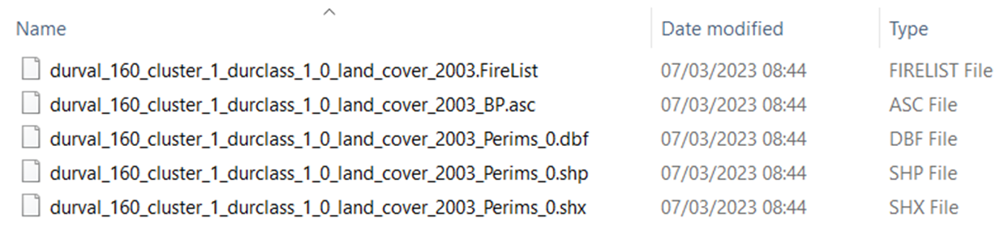 Name Date modified Type
durval_160_cluster_1_durclass_1_0_land_cover_2003.FireList 07/03/2023 08:44 FIRELIST File
durval_160_cluster_1_durclass_1_0_land_cover_2003_BP.asc 07/03/2023 08:44 ASC File
durval_160_cluster_1_durclass_1_0_land_cover_2003_Perims_0.dbf 07/03/2023 08:44 DBF File
durval_160_cluster_1_durclass_1_0_land_cover_2003_Perims_0.shp 07/03/2023 08:44 SHP File
durval_160_cluster_1_durclass_1_0_land_cover_2003_Perims_0.shx 07/03/2023 08:44 SHX File